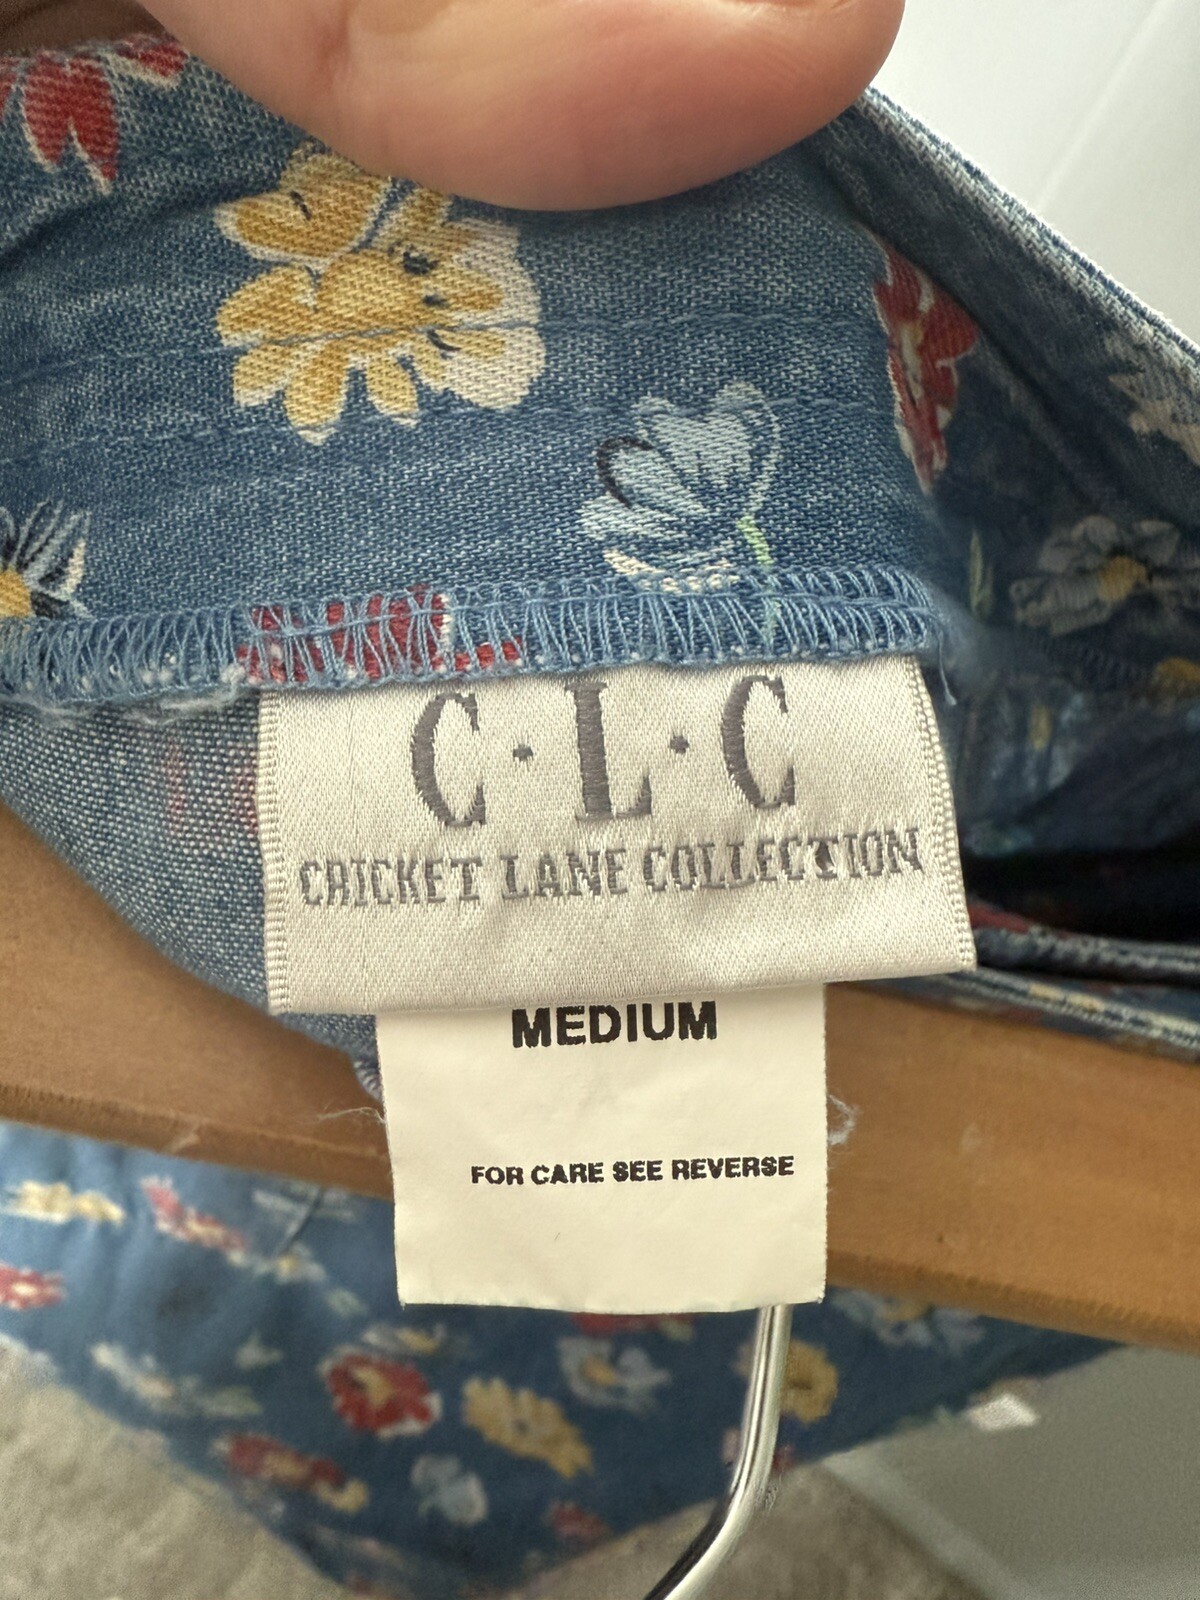 C·L·C
CRICKET LANE COLLECTION
MEDIUM
FOR CARE SEE REVERSE